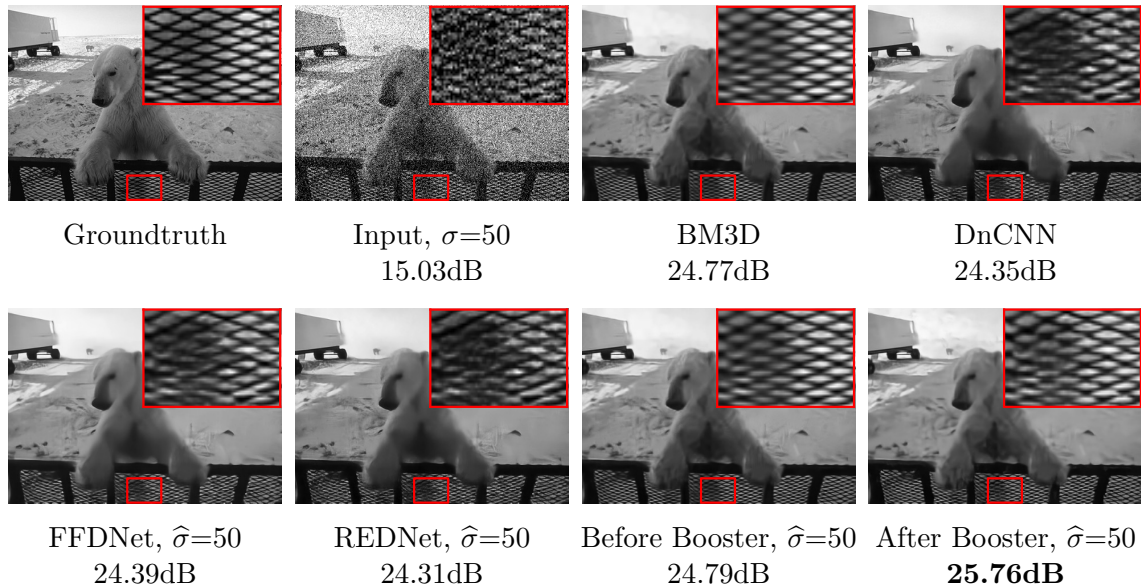 Groundtruth
Input, σ=50
15.03dB
BM3D
24.77dB
DnCNN
24.35dB
FFDNet, σ̂=50
24.39dB
REDNet, σ̂=50
24.31dB
Before Booster, σ̂=50
24.79dB
After Booster, σ̂=50
25.76dB